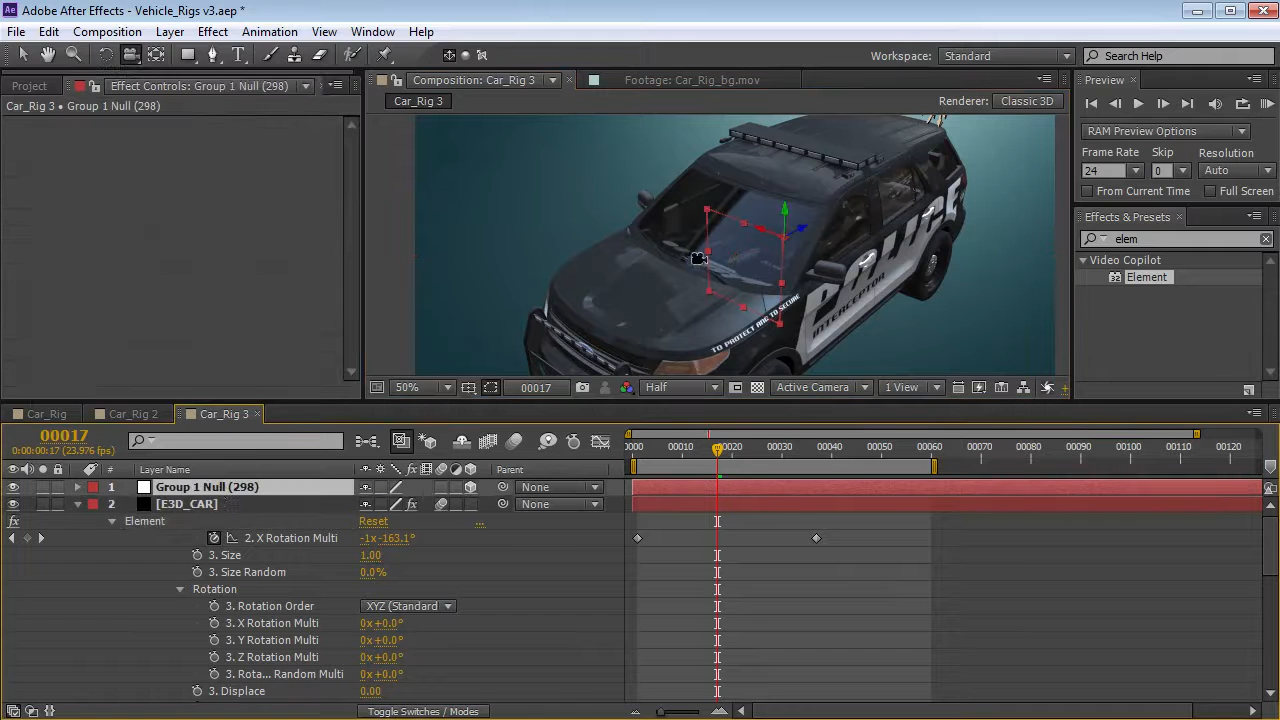 Ae Adobe After Effects - Vehicle_Rigs v3.aep *
File Edit Composition Layer Effect Animation View Window Help
Workspace: Standard Search Help
Project Effect Controls: Group 1 Null (298) Composition: Car_Rig 3 Footage: Car_Rig_bg.mov Preview
Car_Rig 3 • Group 1 Null (298) Car_Rig 3 Renderer: Classic 3D
RAM Preview Options
Frame Rate Skip Resolution
24 0 Auto
From Current Time Full Screen
Effects & Presets
elem
Video Copilot
32 Element
POLICE
INTERCEPTOR
TO PROTECT AND TO SECURE
50% 00017 Half Active Camera 1 View
Car_Rig Car_Rig 2 Car_Rig 3
00017
00:00:00:17 (23.976 fps)
0000 00010 00020 00030 00040 00050 00060 00070 00080 00090 00100 00110 00120
# Layer Name Parent
1 Group 1 Null (298) None
2 [E3D_CAR] None
Element Reset ...
2. X Rotation Multi -1x-163.1°
3. Size 1.00
3. Size Random 0.0%
Rotation
3. Rotation Order XYZ (Standard
3. X Rotation Multi 0x+0.0°
3. Y Rotation Multi 0x+0.0°
3. Z Rotation Multi 0x+0.0°
3. Rota... Random Multi 0x+0.0°
3. Displace 0.00
Toggle Switches / Modes